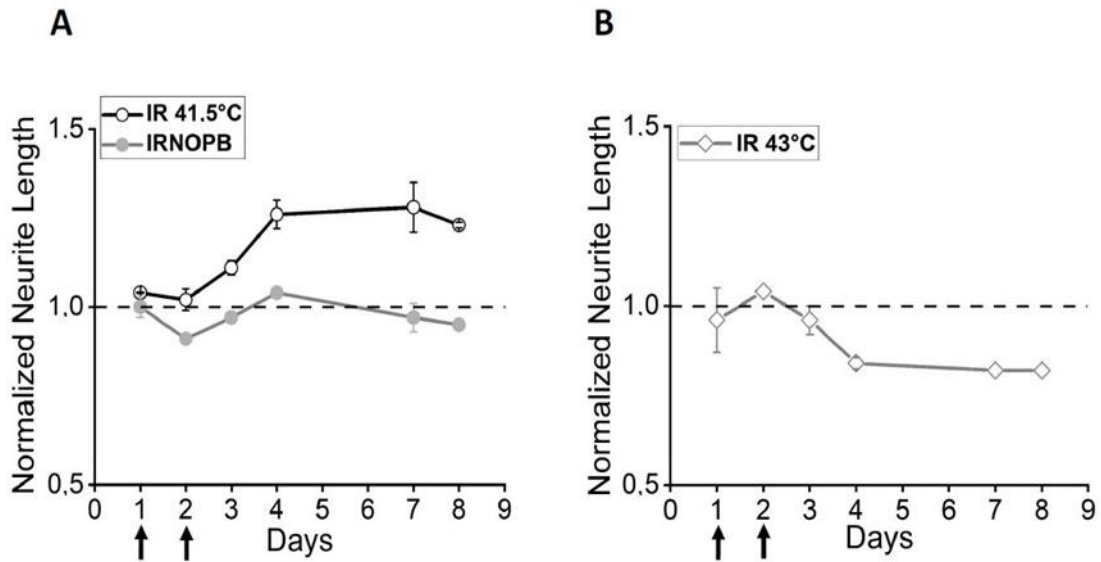 A
IR 41.5°C
IRNOPB
Normalized Neurite Length
1.5
1.0
0.5
0 1 2 3 4 5 6 7 8 9
Days
B
IR 43°C
Normalized Neurite Length
1.5
1.0
0.5
0 1 2 3 4 5 6 7 8 9
Days